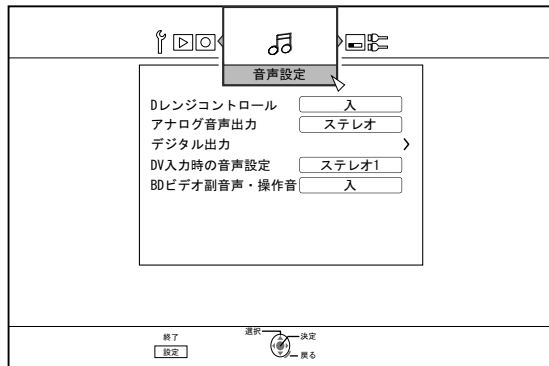 音声設定
Dレンジコントロール 入
アナログ音声出力 ステレオ
デジタル出力
DV入力時の音声設定 ステレオ1
BDビデオ副音声・操作音 入
終了
設定
選択
決定
戻る